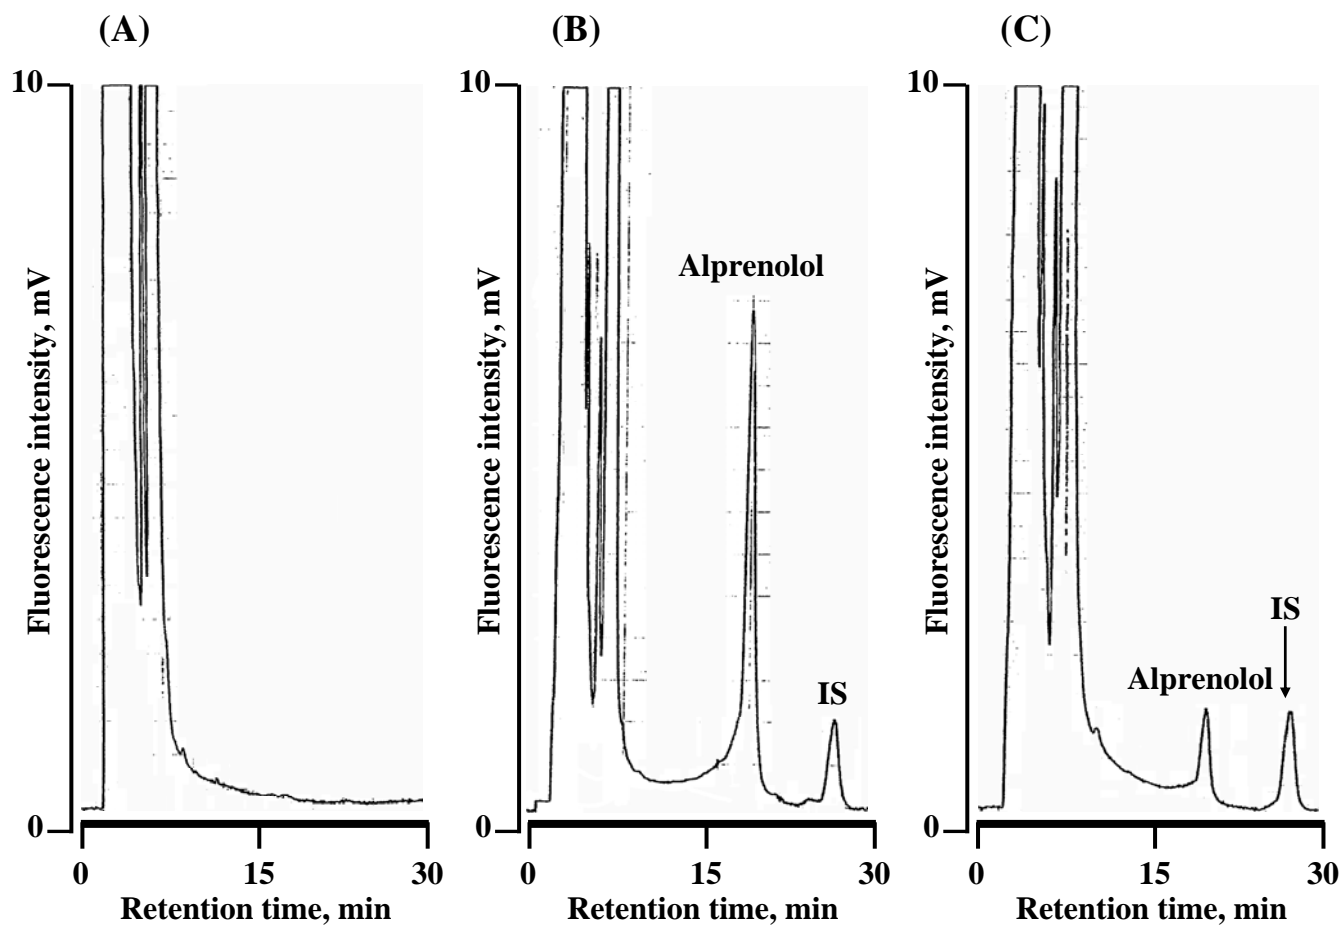 (A)
10
Fluorescence intensity, mV
0
0 15 30
Retention time, min
(B)
10
Fluorescence intensity, mV
Alprenolol
IS
0
0 15 30
Retention time, min
(C)
10
Fluorescence intensity, mV
IS
Alprenolol
0
0 15 30
Retention time, min